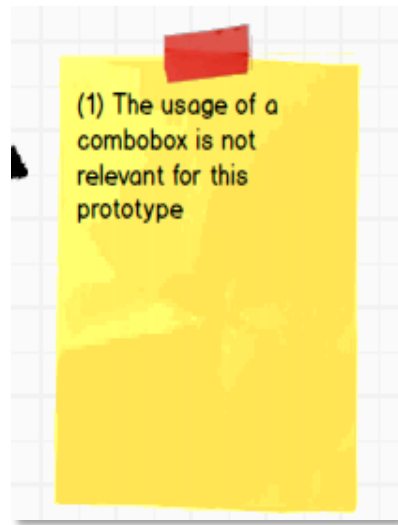 (1) The usage of a
combobox is not
relevant for this
prototype